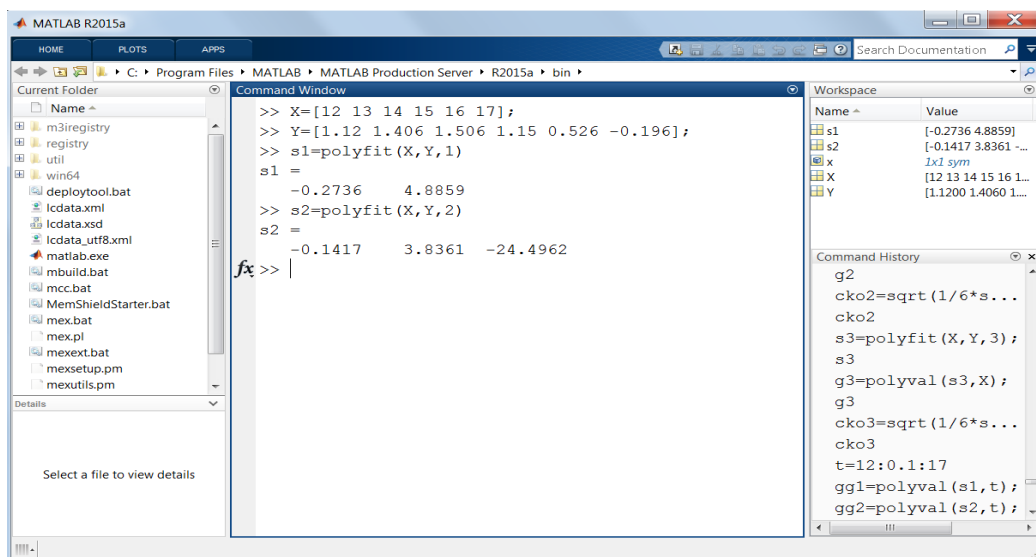 MATLAB R2015a
HOME PLOTS APPS
Search Documentation
C: Program Files MATLAB MATLAB Production Server R2015a bin
Current Folder
Name
m3iregistry
registry
util
win64
deploytool.bat
lcdata.xml
lcdata.xsd
lcdata_utf8.xml
matlab.exe
mbuild.bat
mcc.bat
MemShieldStarter.bat
mex.bat
mex.pl
mexext.bat
mexsetup.pm
mexutils.pm
Details
Select a file to view details
Command Window
>> X=[12 13 14 15 16 17];
>> Y=[1.12 1.406 1.506 1.15 0.526 -0.196];
>> s1=polyfit(X,Y,1)
s1 =
-0.2736 4.8859
>> s2=polyfit(X,Y,2)
s2 =
-0.1417 3.8361 -24.4962
fx >>
Workspace
Name Value
s1 [-0.2736 4.8859]
s2 [-0.1417 3.8361 -...
x 1x1 sym
X [12 13 14 15 16 1...
Y [1.1200 1.4060 1....
Command History
g2
cko2=sqrt(1/6*s...
cko2
s3=polyfit(X,Y,3);
s3
g3=polyval(s3,X);
g3
cko3=sqrt(1/6*s...
cko3
t=12:0.1:17
gg1=polyval(s1,t);
gg2=polyval(s2,t);